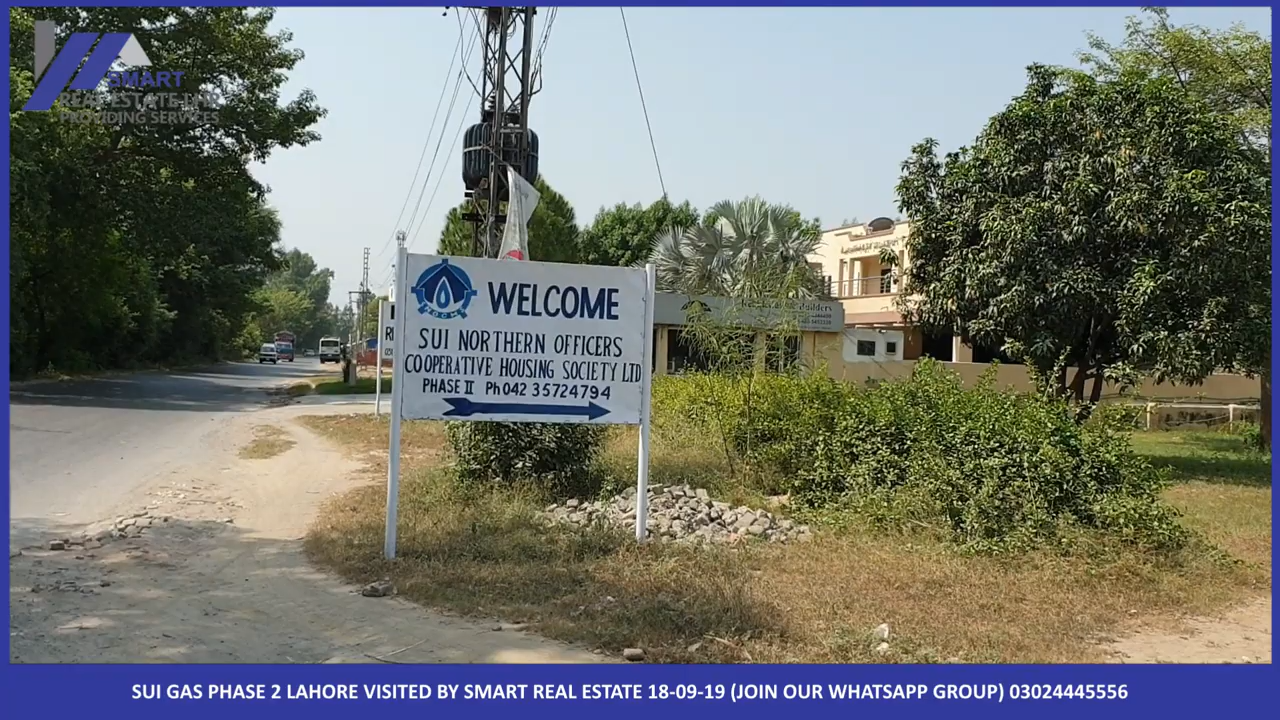 SMART
REAL ESTATE LHR
PROVIDING SERVICES
WELCOME
SUI NORTHERN OFFICERS
COOPERATIVE HOUSING SOCIETY LTD
PHASE II Ph 042 35724794
Builders
SUI GAS PHASE 2 LAHORE VISITED BY SMART REAL ESTATE 18-09-19 (JOIN OUR WHATSAPP GROUP) 03024445556